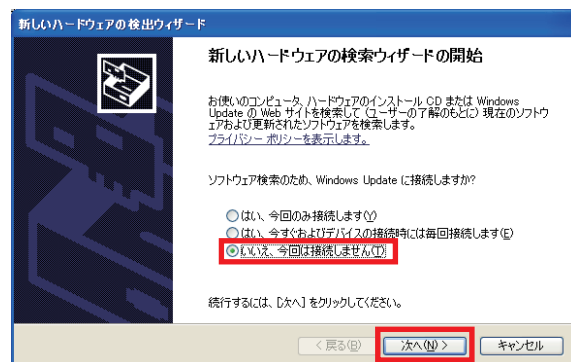 新しいハードウェアの検出ウィザード
新しいハードウェアの検索ウィザードの開始
お使いのコンピュータ、ハードウェアのインストール CD または Windows
Update の Web サイトを検索して (ユーザーの了解のもとに) 現在のソフトウ
ェアおよび更新されたソフトウェアを検索します。
プライバシー ポリシーを表示します。
ソフトウェア検索のため、Windows Update に接続しますか?
はい、今回のみ接続します(Y)
はい、今すぐおよびデバイスの接続時には毎回接続します(E)
いいえ、今回は接続しません(T)
続行するには、[次へ] をクリックしてください。
< 戻る(B) 次へ(N) > キャンセル